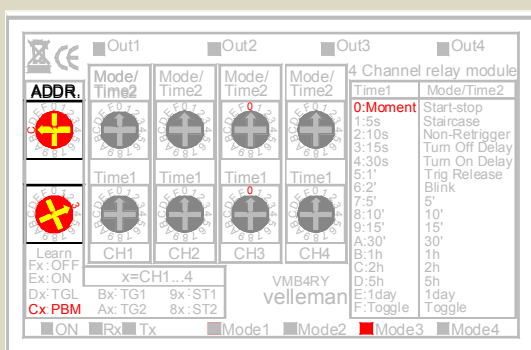 Out1 Out2 Out3 Out4
Mode/ Mode/ Mode/ Mode/
Time2 Time2 Time2 Time2
4 Channel relay module
ADDR.
Time1 Mode/Time2
0:Moment Start-stop
1:5s Staircase
2:10s Non-Retrigger
3:15s Turn Off Delay
4:30s Turn On Delay
5:1' Trig Release
6:2' Blink
7:5' 5'
8:10' 10'
9:15' 15'
A:30' 30'
B:1h 1h
C:2h 2h
D:5h 5h
E:1day 1day
F:Toggle Toggle
Time1 Time1 Time1 Time1
CH1 CH2 CH3 CH4
Learn
Fx:OFF
Ex:ON
Dx:TGL
Cx:PBM
x=CH1...4
Bx:TG1 9x:ST1
Ax:TG2 8x:ST2
VMB4RY
velleman
ON Rx Tx Mode1 Mode2 Mode3 Mode4